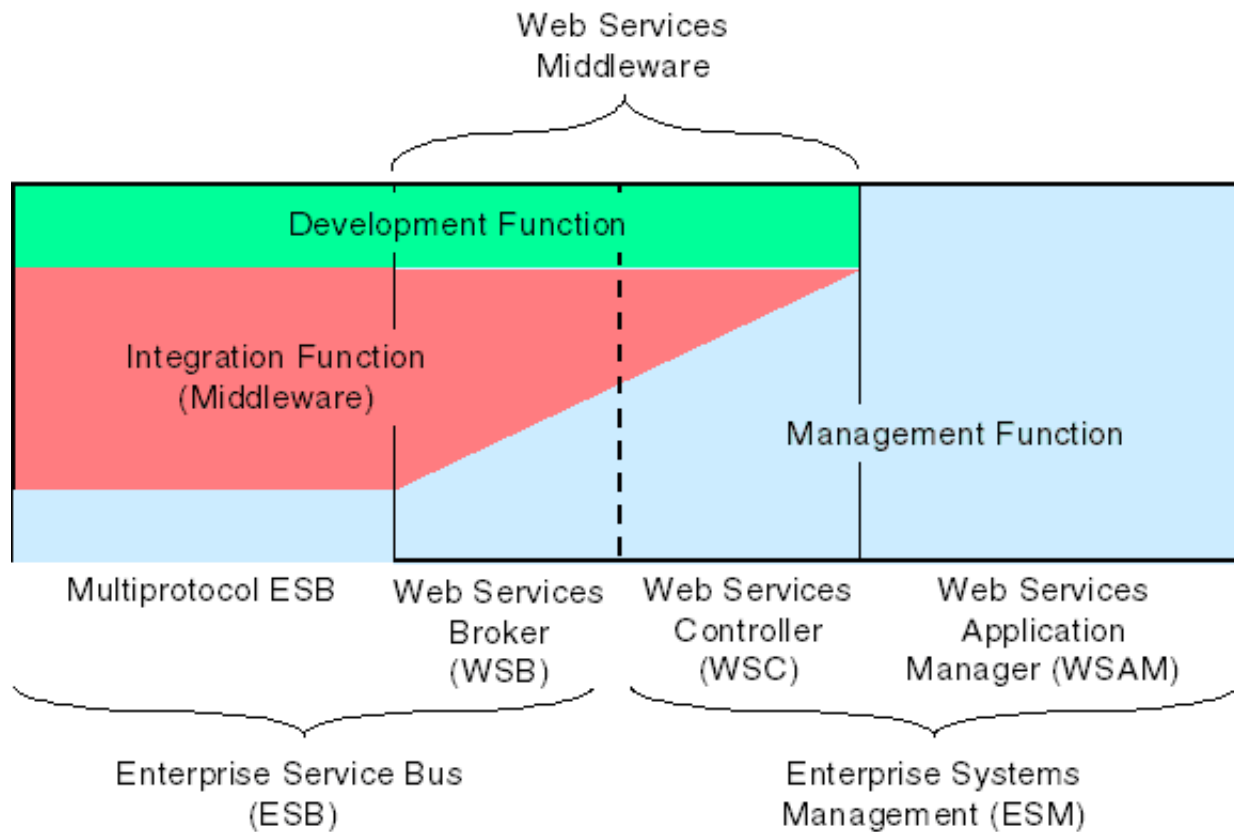 Web Services
Middleware
Development Function
Integration Function
(Middleware)
Management Function
Multiprotocol ESB
Web Services
Broker
(WSB)
Web Services
Controller
(WSC)
Web Services
Application
Manager (WSAM)
Enterprise Service Bus
(ESB)
Enterprise Systems
Management (ESM)